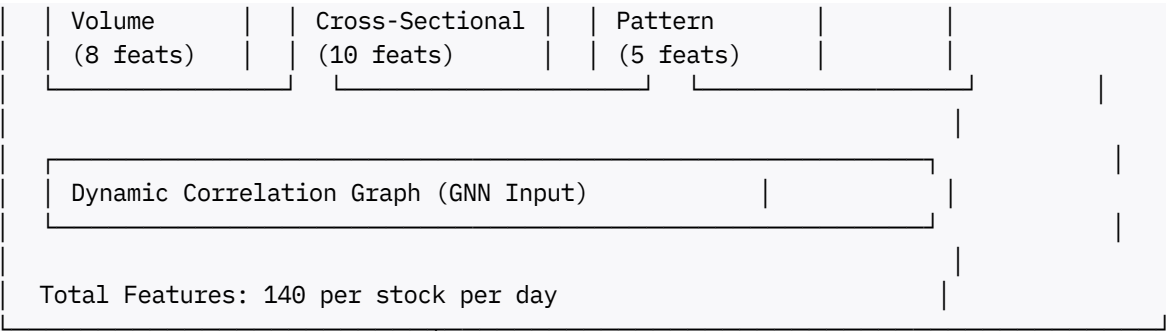 Volume Cross-Sectional Pattern
(8 feats) (10 feats) (5 feats)
Dynamic Correlation Graph (GNN Input)
Total Features: 140 per stock per day